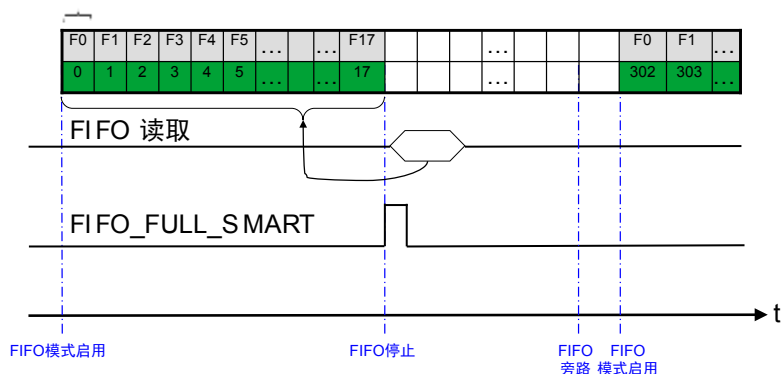 F0 F1 F2 F3 F4 F5 ... ... F17 ... F0 F1 ...
0 1 2 3 4 5 ... ... 17 ... 302 303 ...
FIFO 读取
FIFO_FULL_SMART
t
FIFO模式启用 FIFO停止 FIFO 旁路 FIFO 模式启用